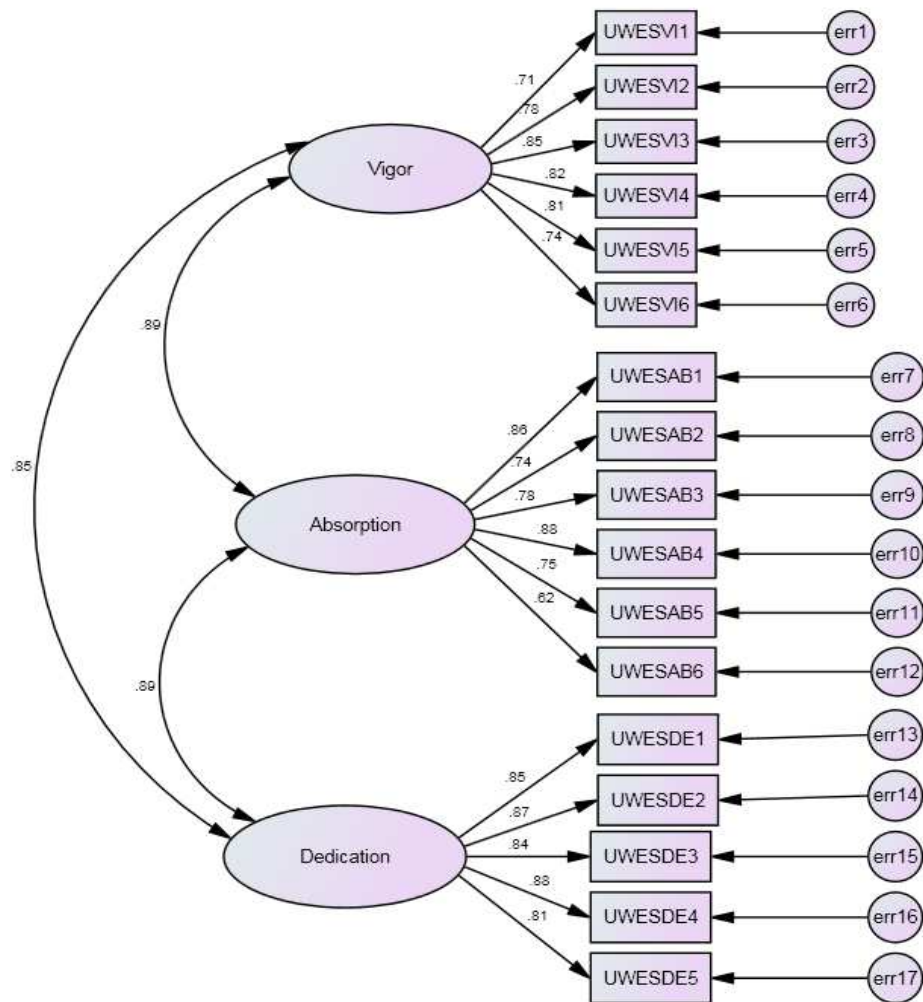 UWESVI1
err1
.71
UWESVI2
err2
.78
UWESVI3
err3
.85
Vigor
UWESVI4
err4
.82
UWESVI5
err5
.81
UWESVI6
err6
.74
.89
UWESAB1
err7
.86
UWESAB2
err8
.74
.85
UWESAB3
err9
.78
Absorption
UWESAB4
err10
.88
UWESAB5
err11
.75
UWESAB6
err12
.62
.89
UWESDE1
err13
.85
UWESDE2
err14
.87
UWESDE3
err15
.84
Dedication
UWESDE4
err16
.88
UWESDE5
err17
.81